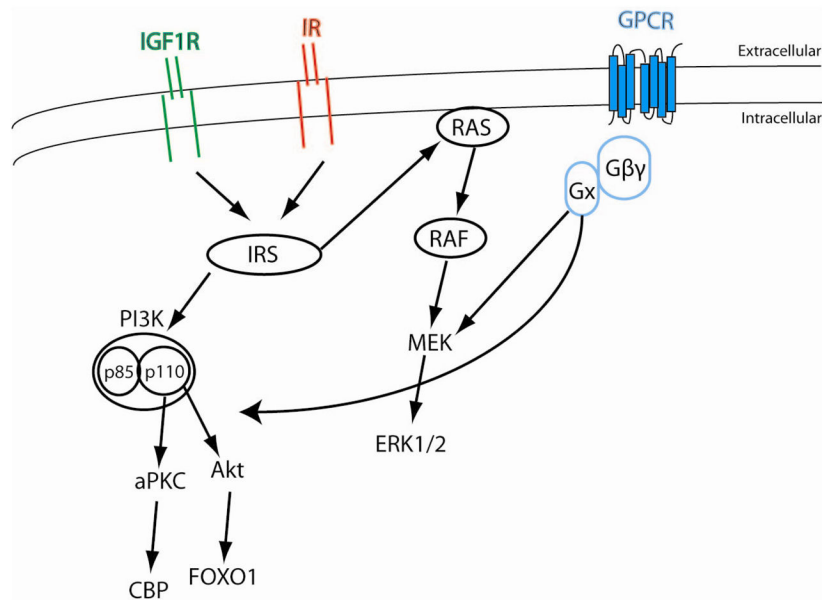 GPCR
IR
IGF1R
Extracellular
Intracellular
RAS
Gβγ
Gx
RAF
IRS
PI3K
MEK
p85
p110
ERK1/2
Akt
aPKC
FOXO1
CBP